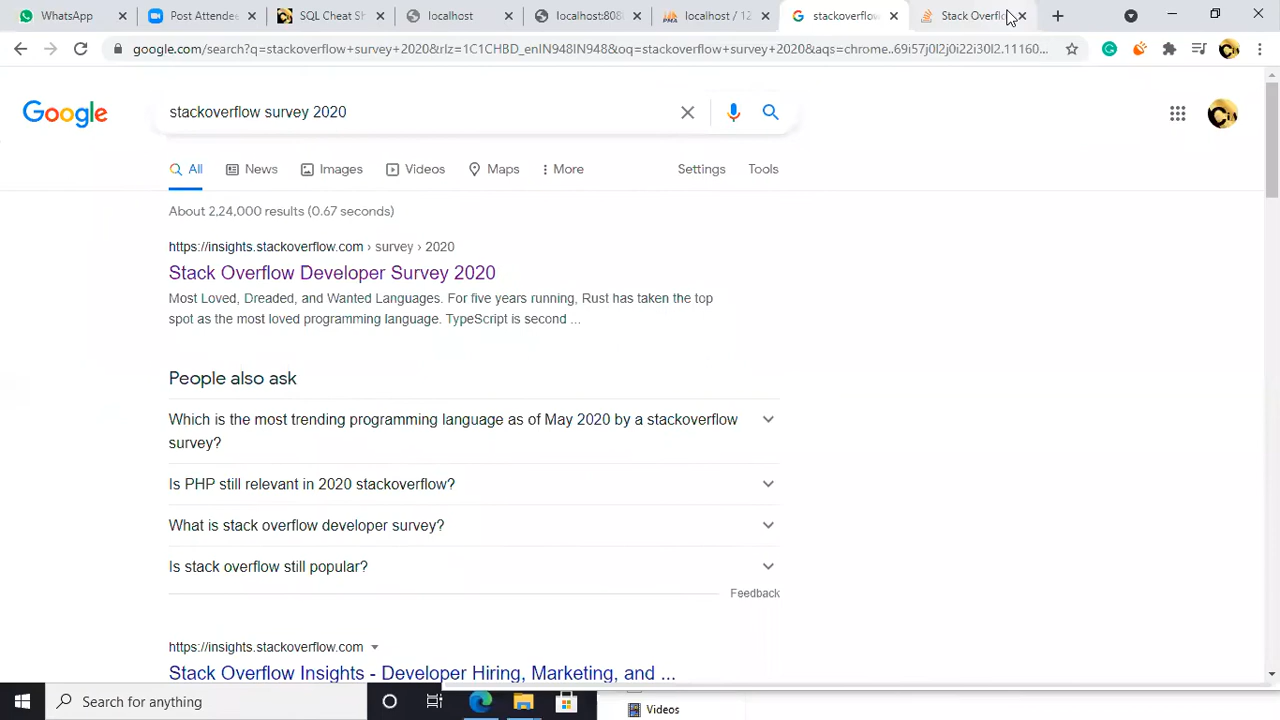 WhatsApp
Post Attende
SQL Cheat Sh
localhost
localhost:808
localhost / 12
stackoverflow
Stack Overflo
google.com/search?q=stackoverflow+survey+2020&rlz=1C1CHBD_enIN948IN948&oq=stackoverflow+survey+2020&aqs=chrome..69i57j0l2j0i22i30l2.11160...
Google
stackoverflow survey 2020
All
News
Images
Videos
Maps
More
Settings
Tools
About 2,24,000 results (0.67 seconds)
https://insights.stackoverflow.com › survey › 2020
Stack Overflow Developer Survey 2020
Most Loved, Dreaded, and Wanted Languages. For five years running, Rust has taken the top
spot as the most loved programming language. TypeScript is second ...
People also ask
Which is the most trending programming language as of May 2020 by a stackoverflow
survey?
Is PHP still relevant in 2020 stackoverflow?
What is stack overflow developer survey?
Is stack overflow still popular?
Feedback
https://insights.stackoverflow.com
Stack Overflow Insights - Developer Hiring, Marketing, and ...
Search for anything
Videos